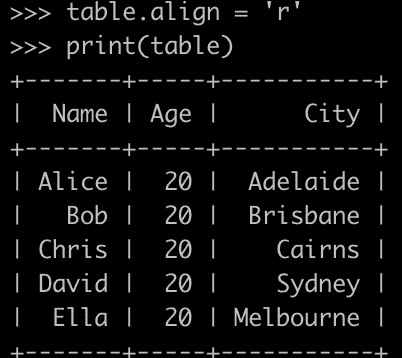 >>> table.align = 'r'
>>> print(table)
+-------+-----+-----------+
|  Name | Age |      City |
+-------+-----+-----------+
| Alice |  20 |  Adelaide |
|   Bob |  20 |  Brisbane |
| Chris |  20 |    Cairns |
| David |  20 |    Sydney |
|  Ella |  20 | Melbourne |
+-------+-----+-----------+